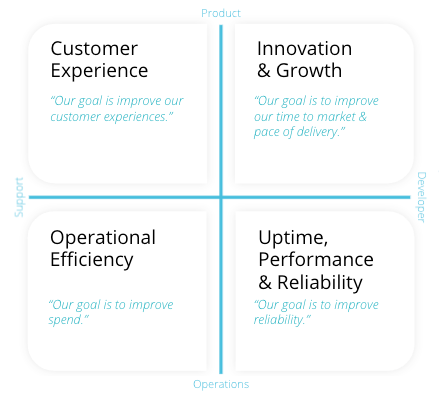 Product
Customer
Experience
“Our goal is improve our
customer experiences.”
Innovation
& Growth
“Our goal is to improve
our time to market &
pace of delivery.”
Support
Developer
Operational
Efficiency
“Our goal is to improve
spend.”
Uptime,
Performance
& Reliability
“Our goal is to improve
reliability.”
Operations